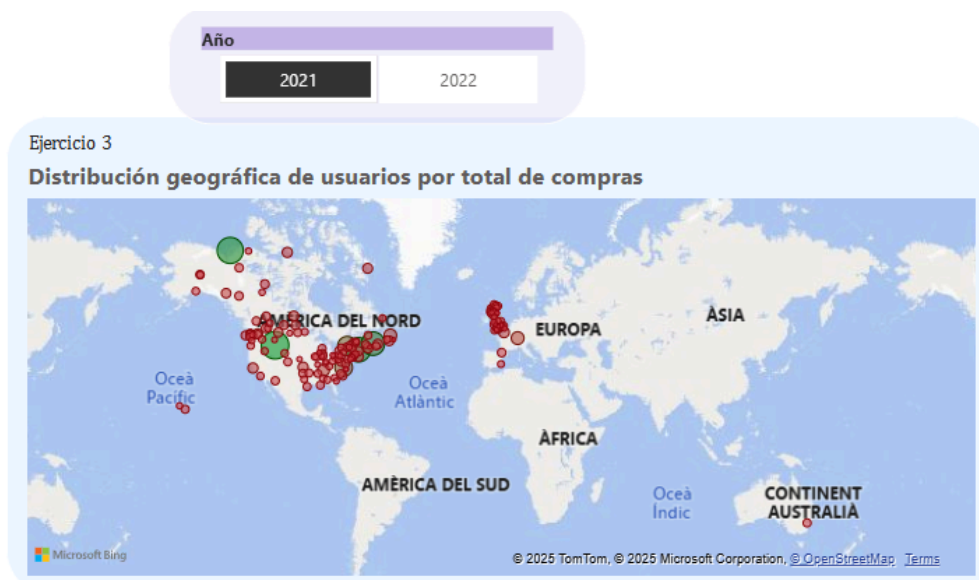 Año
2021
2022
Ejercicio 3
Distribución geográfica de usuarios por total de compras
AMÈRICA DEL NORD
EUROPA
ÀSIA
Oceà
Pacífic
Oceà
Atlàntic
ÀFRICA
AMÈRICA DEL SUD
Oceà
Índic
CONTINENT
AUSTRALIÀ
Microsoft Bing
© 2025 TomTom, © 2025 Microsoft Corporation, © OpenStreetMap Terms